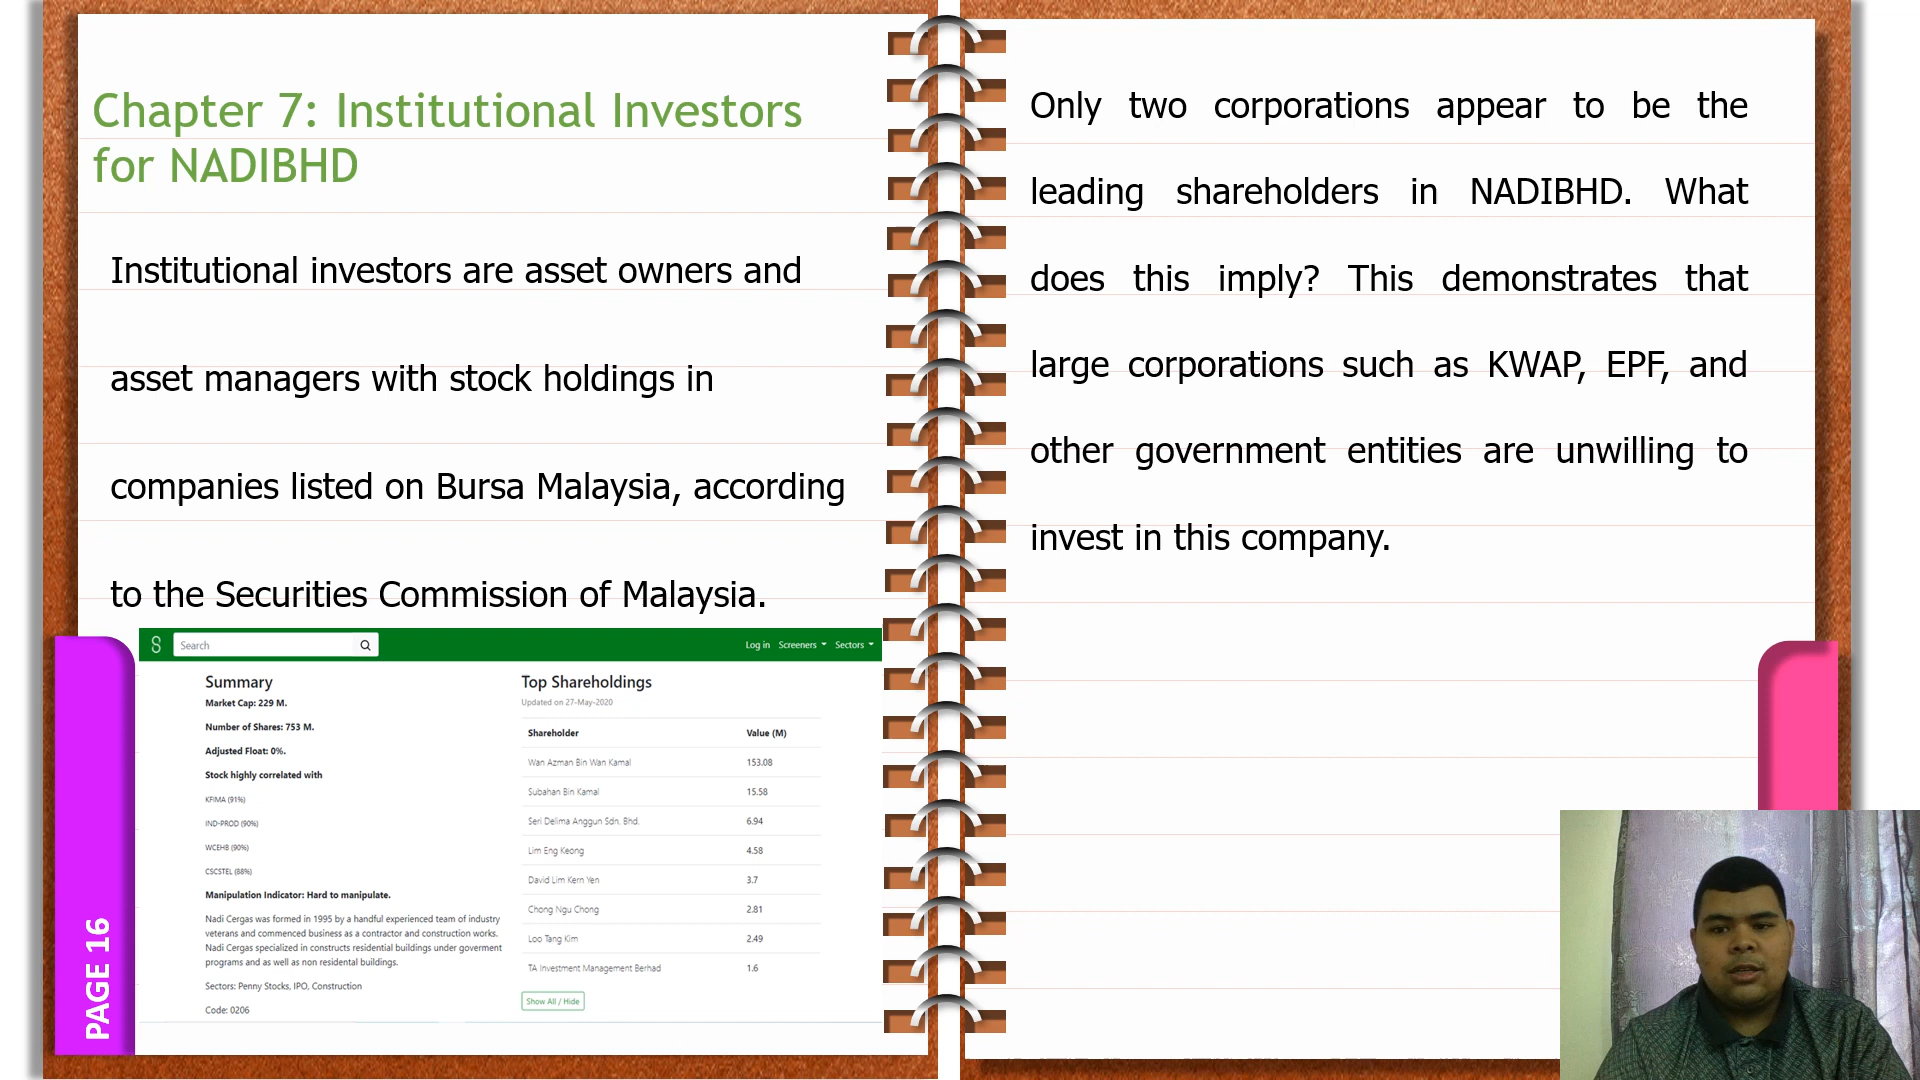 Chapter 7: Institutional Investors
for NADIBHD
Institutional investors are asset owners and
asset managers with stock holdings in
companies listed on Bursa Malaysia, according
to the Securities Commission of Malaysia.
Search
Log in Screeners Sectors
Summary
Market Cap: 229 M.
Number of Shares: 753 M.
Adjusted Float: 0%.
Stock highly correlated with
KFIMA (91%)
IND-PROD (90%)
WCEHB (90%)
CSCSTEL (88%)
Manipulation Indicator: Hard to manipulate.
Nadi Cergas was formed in 1995 by a handful experienced team of industry
veterans and commenced business as a contractor and construction works.
Nadi Cergas specialized in constructs residential buildings under goverment
programs and as well as non residental buildings.
Sectors: Penny Stocks, IPO, Construction
Code: 0206
Top Shareholdings
Updated on 27-May-2020
Shareholder Value (M)
Wan Azman Bin Wan Kamal 153.08
Subahan Bin Kamal 15.58
Seri Delima Anggun Sdn. Bhd. 6.94
Lim Eng Keong 4.58
David Lim Kern Yen 3.7
Chong Ngu Chong 2.81
Loo Tang Kim 2.49
TA Investment Management Berhad 1.6
Show All / Hide
PAGE 16
Only two corporations appear to be the
leading shareholders in NADIBHD. What
does this imply? This demonstrates that
large corporations such as KWAP, EPF, and
other government entities are unwilling to
invest in this company.